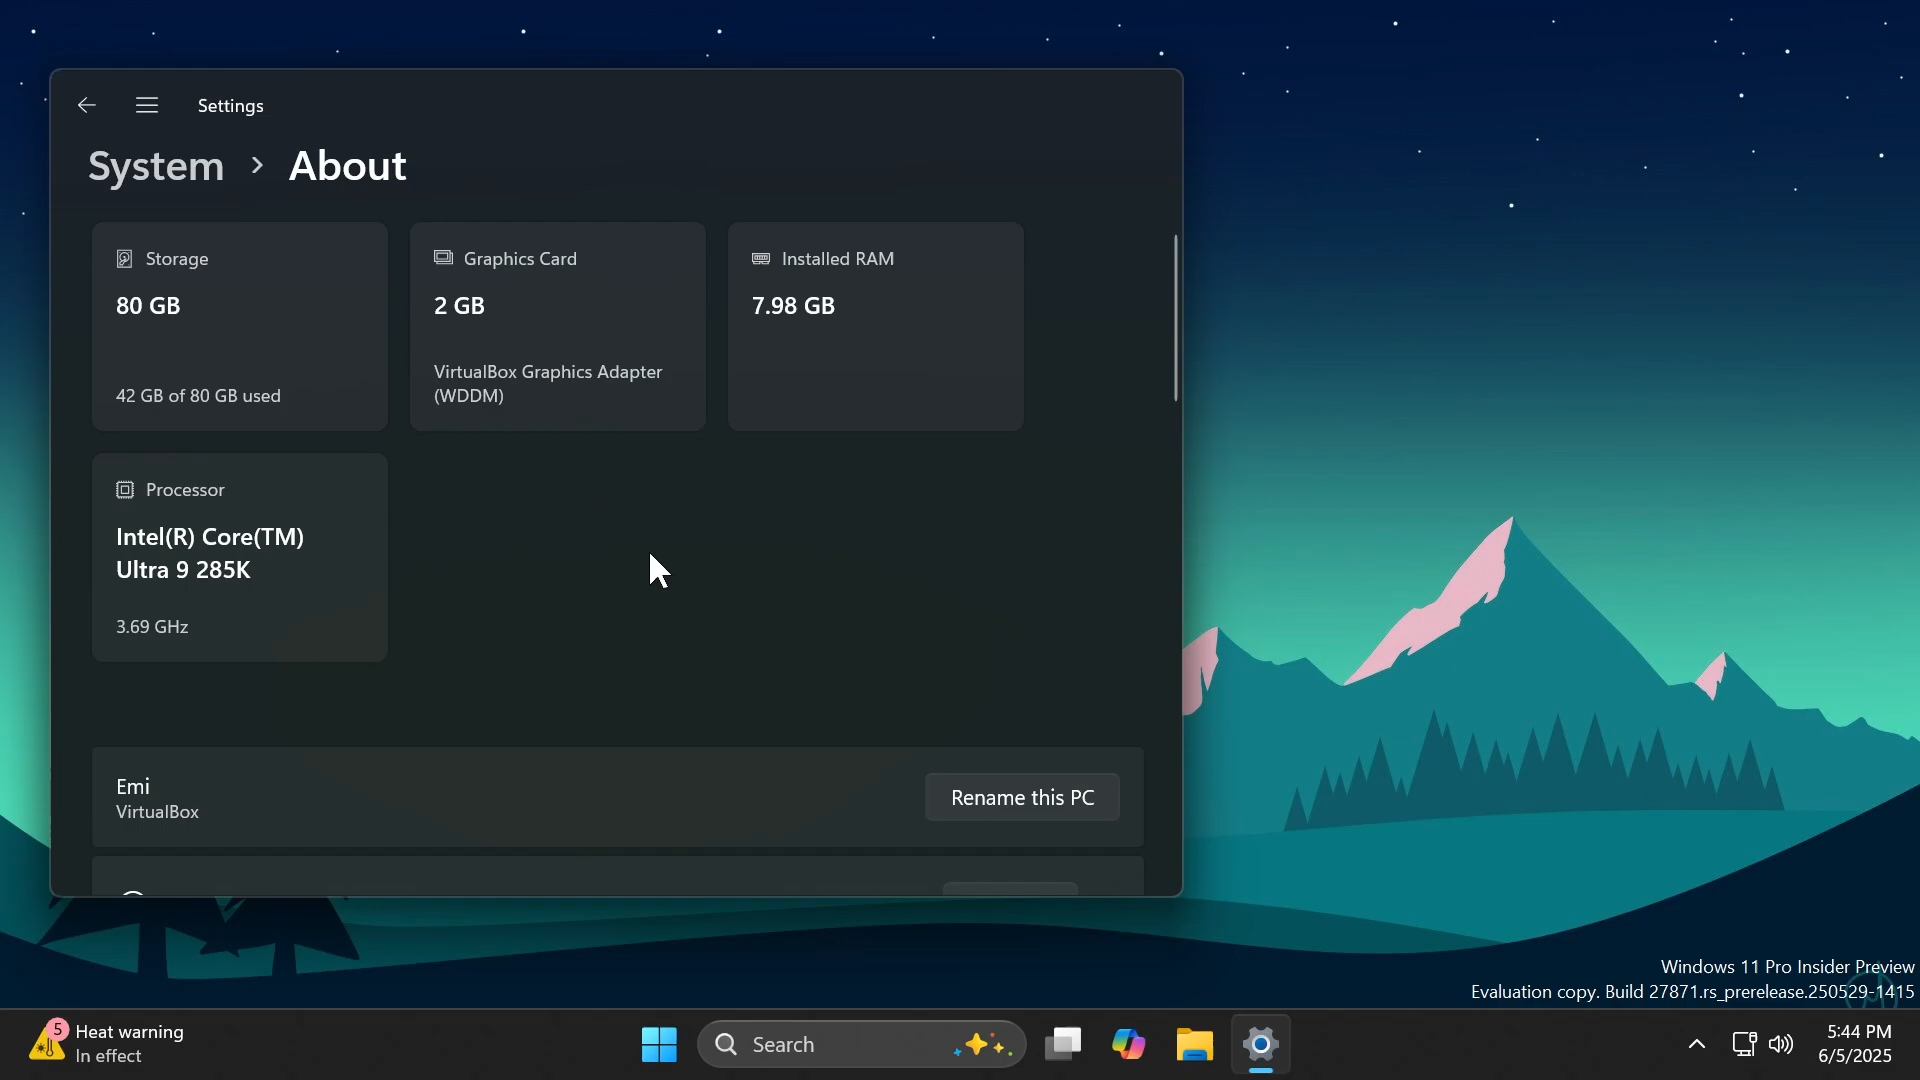 Settings
System > About
Storage
80 GB
42 GB of 80 GB used
Graphics Card
2 GB
VirtualBox Graphics Adapter
(WDDM)
Installed RAM
7.98 GB
Processor
Intel(R) Core(TM)
Ultra 9 285K
3.69 GHz
Emi
VirtualBox
Rename this PC
Windows 11 Pro Insider Preview
Evaluation copy. Build 27871.rs_prerelease.250529-1415
5
Heat warning
In effect
Search
5:44 PM
6/5/2025